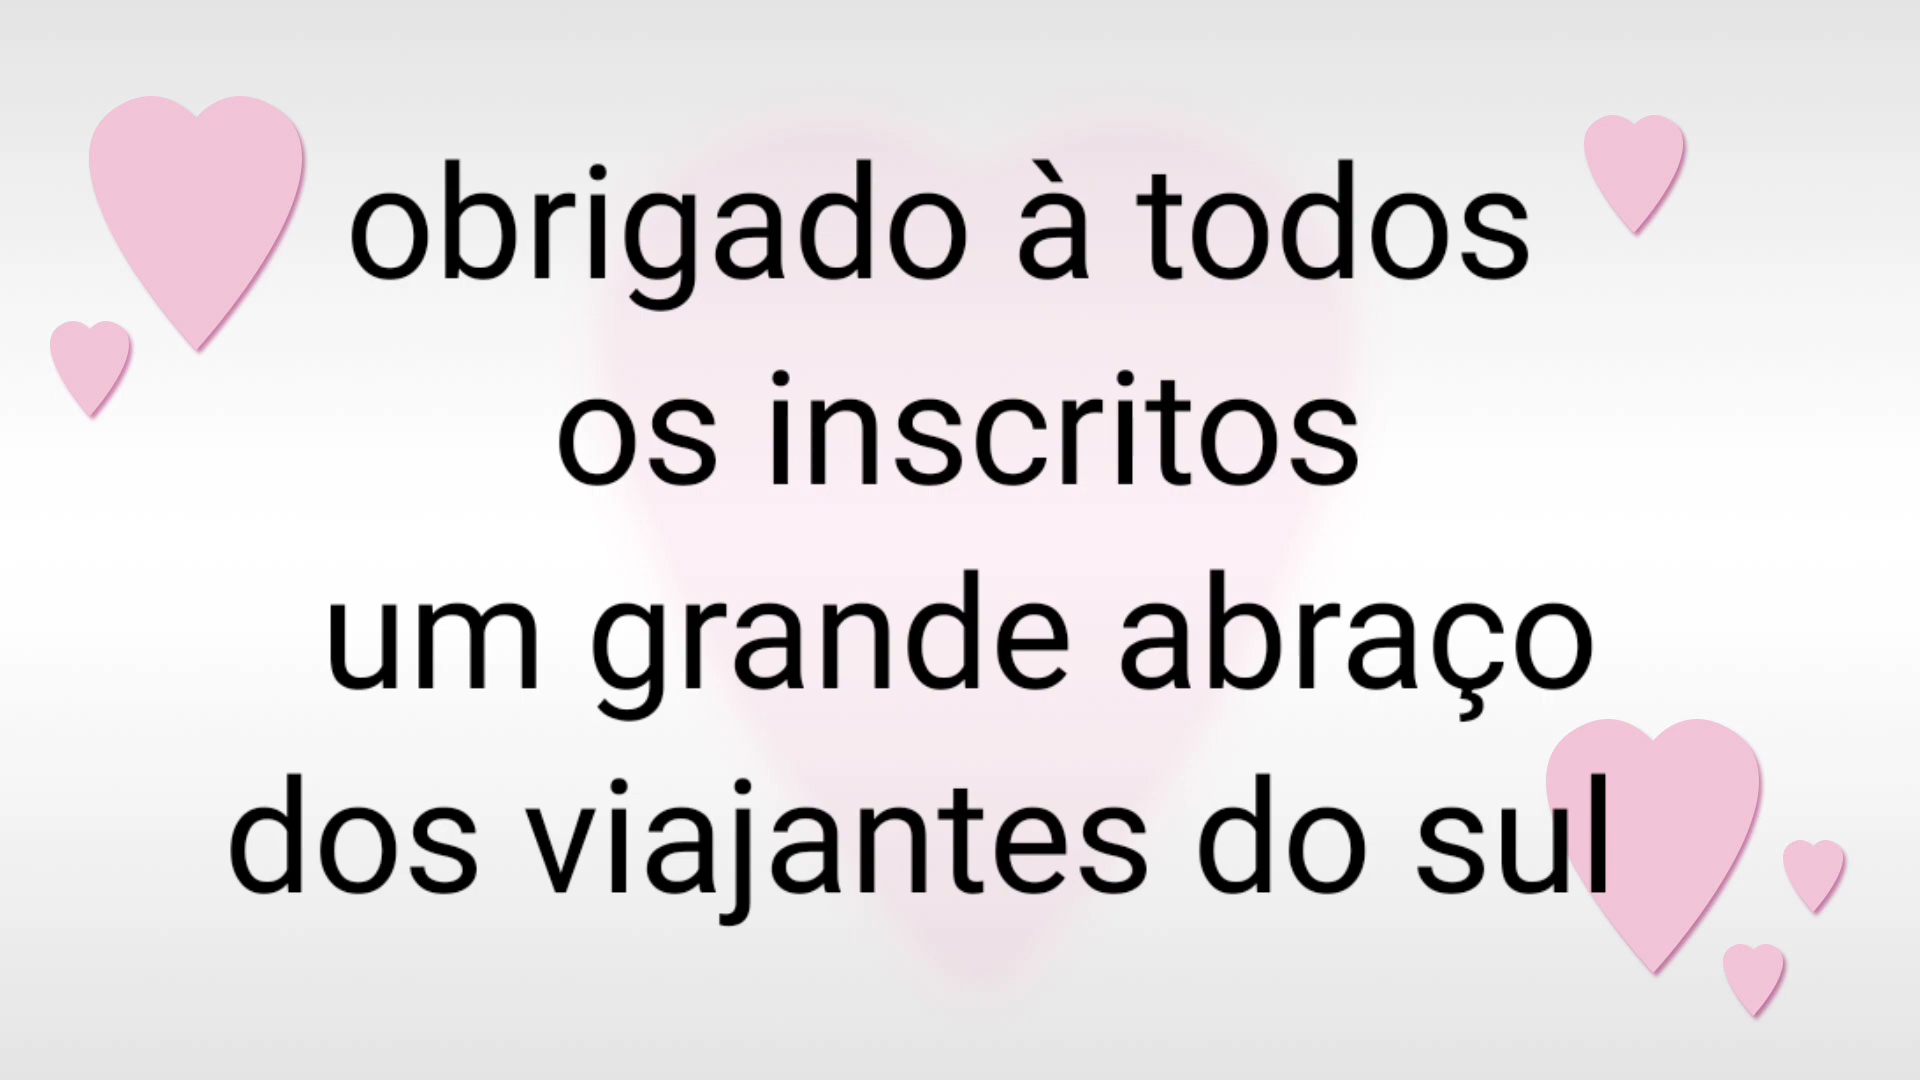 obrigado à todos
os inscritos
um grande abraço
dos viajantes do sul